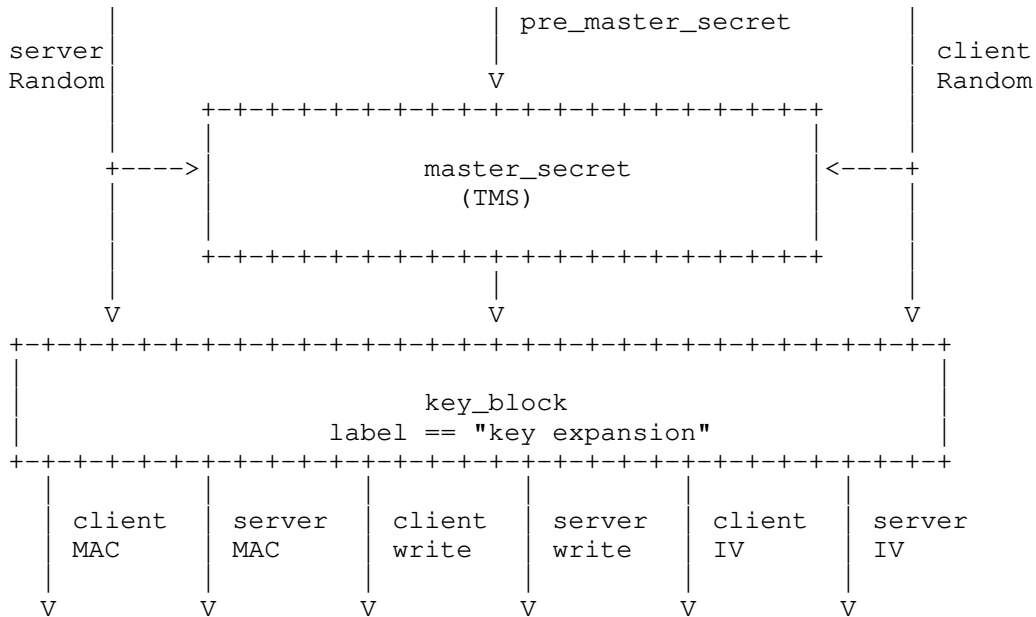 pre_master_secret
server client
Random V Random
+-+-+-+-+-+-+-+-+-+-+-+-+-+-+-+-+-+-+-+
+---->| master_secret |<----+
(TMS)
+-+-+-+-+-+-+-+-+-+-+-+-+-+-+-+-+-+-+-+
V V V
+-+-+-+-+-+-+-+-+-+-+-+-+-+-+-+-+-+-+-+-+-+-+-+-+-+-+-+-+-+
key_block
label == "key expansion"
+-+-+-+-+-+-+-+-+-+-+-+-+-+-+-+-+-+-+-+-+-+-+-+-+-+-+-+-+-+
client server client server client server
MAC MAC write write IV IV
V V V V V V